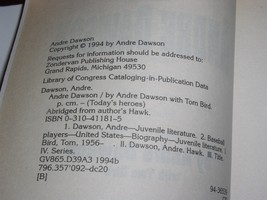 Andre Dawson
Copyright © 1994 by Andre Dawson
Requests for information should be addressed to:
Zondervan Publishing House
Grand Rapids, Michigan 49530
Library of Congress Cataloging-in-Publication Data
Dawson, Andre.
Andre Dawson / by Andre Dawson with Tom Bird.
p. cm. – (Today's heroes)
Abridged from author's Hawk.
ISBN 0-310-41181-5
1. Dawson, Andre—Juvenile literature. 2. Baseball
players—United States—Biography—Juvenile literature. I.
Bird, Tom, 1956– . II. Dawson, Andre. Hawk. III. Title.
IV. Series.
GV865.D39A3 1994b
796.357'092–dc20
[B]